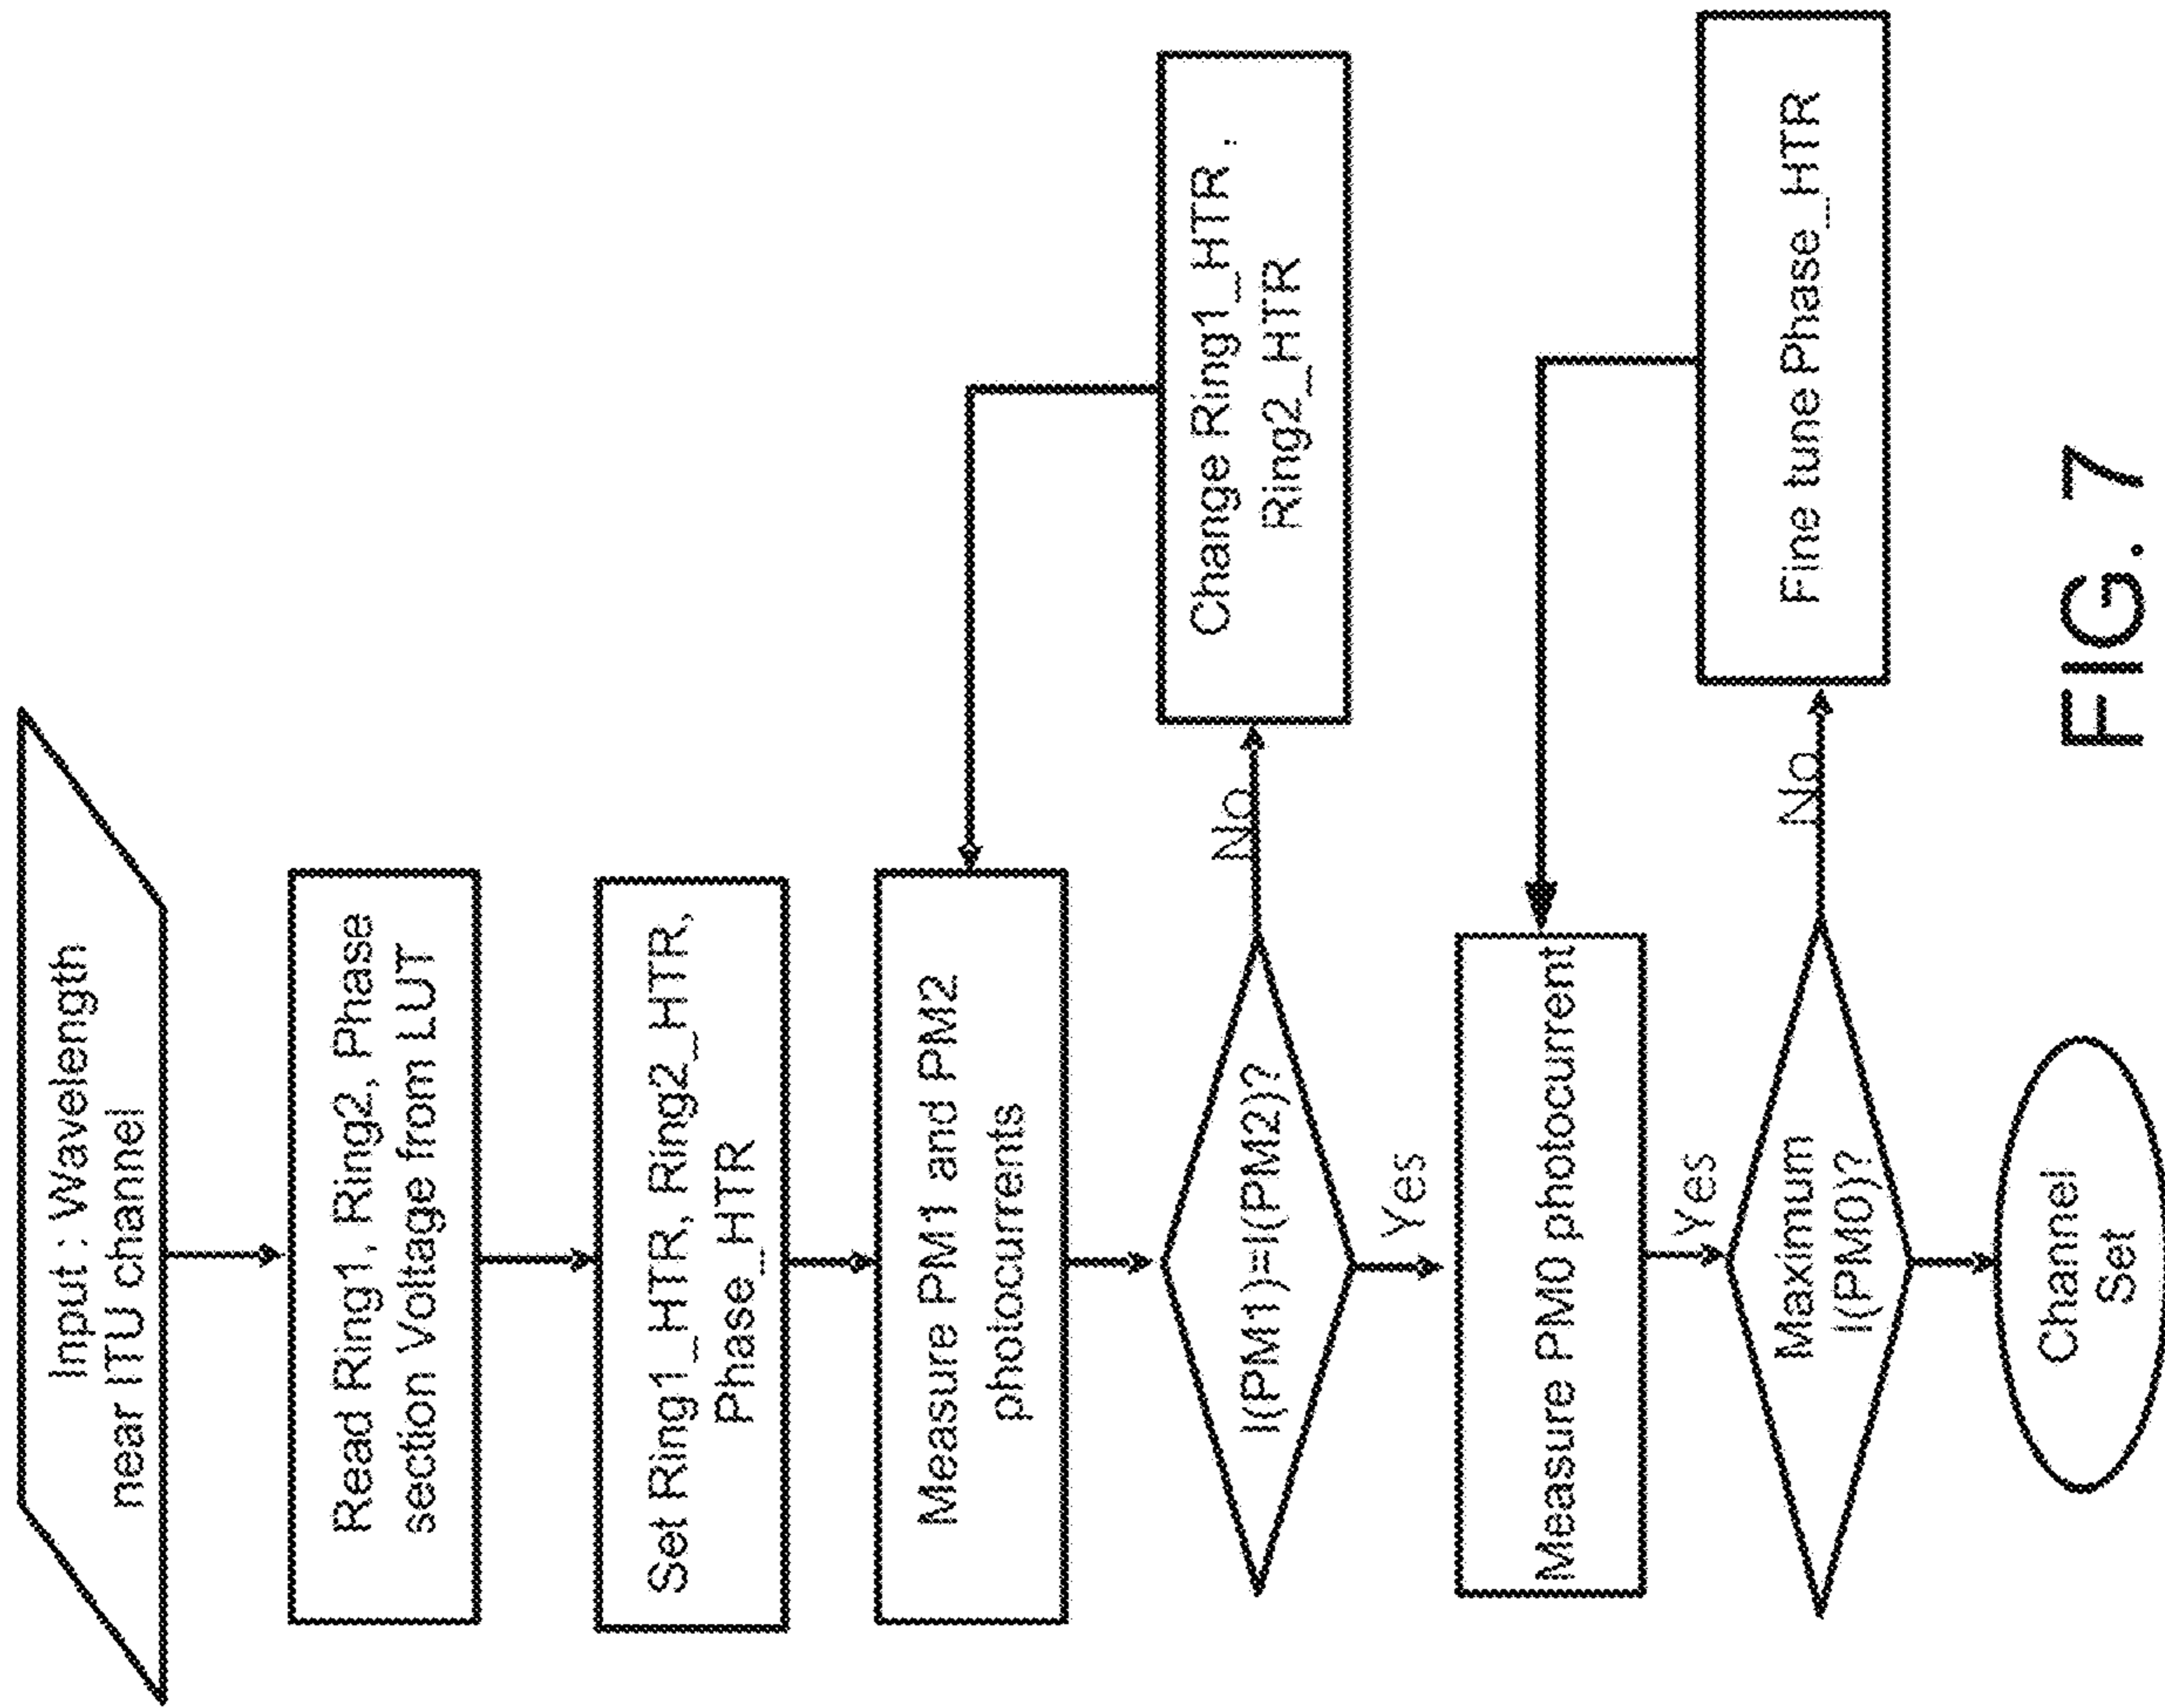 Input : Wavelength
near ITU channel
Read Ring1, Ring2, Phase
section Voltage from LUT
Set Ring1_HTR, Ring2_HTR,
Phase_HTR
Measure PM1 and PM2
photocurrents
I(PM1)=I(PM2)?
No
Change Ring1_HTR,
Ring2_HTR
Yes
Measure PM0 photocurrent
Yes
Maximum
I(PM0)?
No
Fine tune Phase_HTR
Channel
Set
FIG. 7